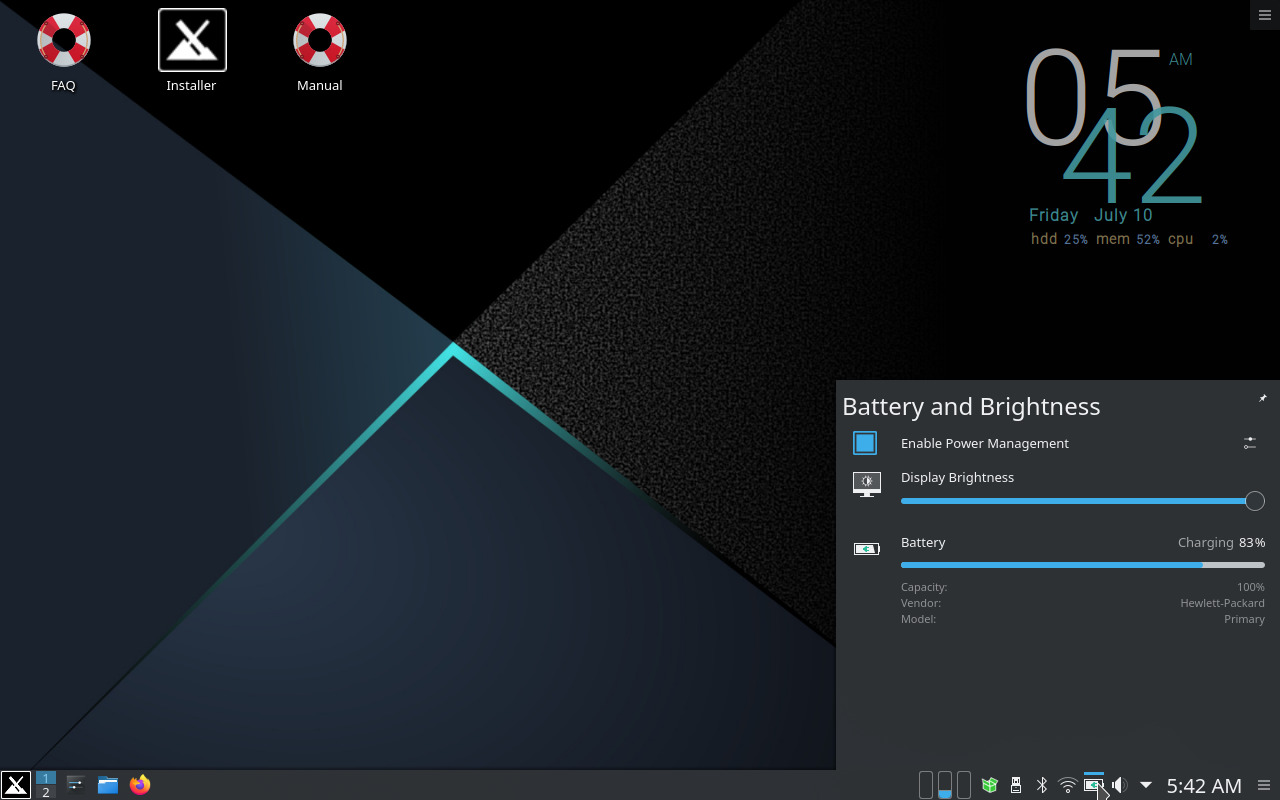 FAQ
Installer
Manual
05 AM
42
Friday July 10
hdd 25% mem 52% cpu 2%
Battery and Brightness
Enable Power Management
Display Brightness
Battery Charging 83%
Capacity: 100%
Vendor: Hewlett-Packard
Model: Primary
1
2
5:42 AM